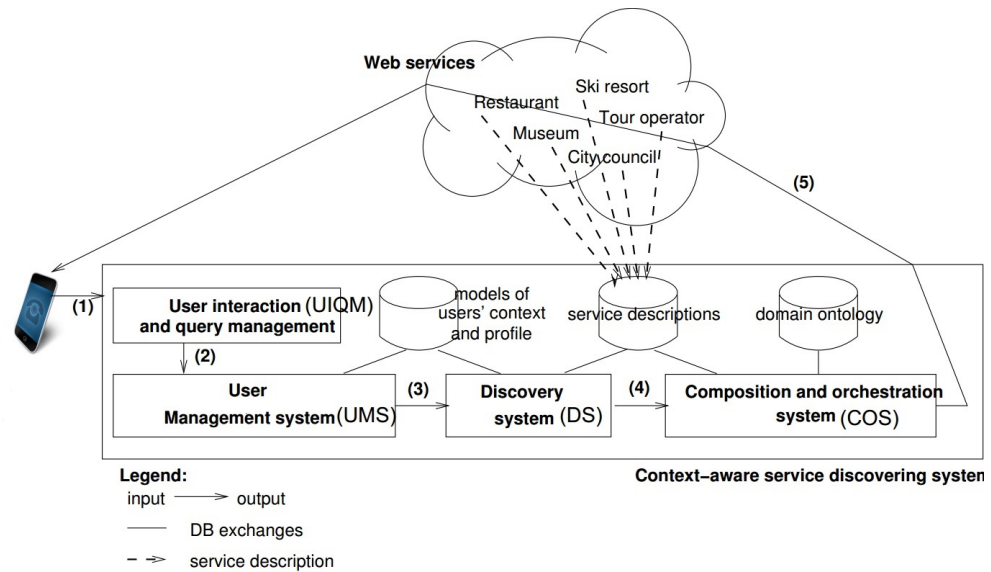 Web services
Ski resort
Restaurant
Tour operator
Museum
City council
(5)
(1)
User interaction (UIQM)
and query management
models of
users' context
and profile
service descriptions
domain ontology
(2)
User
Management system (UMS)
(3)
Discovery
system (DS)
(4)
Composition and orchestration
system (COS)
Context-aware service discovering system
Legend:
input output
DB exchanges
service description